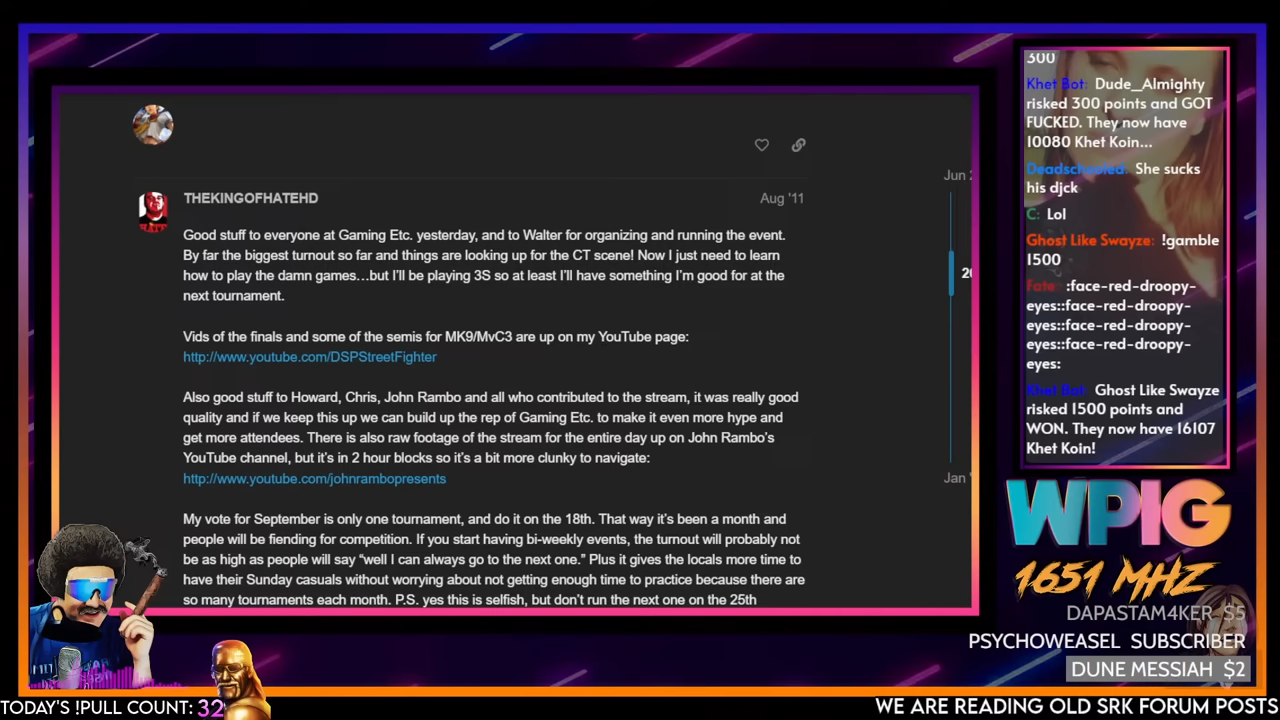 THEKINGOFHATEHD
Aug '11
Good stuff to everyone at Gaming Etc. yesterday, and to Walter for organizing and running the event.
By far the biggest turnout so far and things are looking up for the CT scene! Now I just need to learn
how to play the damn games…but I'll be playing 3S so at least I'll have something I'm good for at the
next tournament.
Vids of the finals and some of the semis for MK9/MvC3 are up on my YouTube page:
http://www.youtube.com/DSPStreetFighter
Also good stuff to Howard, Chris, John Rambo and all who contributed to the stream, it was really good
quality and if we keep this up we can build up the rep of Gaming Etc. to make it even more hype and
get more attendees. There is also raw footage of the stream for the entire day up on John Rambo's
YouTube channel, but it's in 2 hour blocks so it's a bit more clunky to navigate:
http://www.youtube.com/johnrambopresents
My vote for September is only one tournament, and do it on the 18th. That way it's been a month and
people will be fiending for competition. If you start having bi-weekly events, the turnout will probably not
be as high as people will say “well I can always go to the next one.” Plus it gives the locals more time to
have their Sunday casuals without worrying about not getting enough time to practice because there are
so many tournaments each month. P.S. yes this is selfish, but don't run the next one on the 25th
Jun 2
20
Jan '
300
Khet Bot: Dude_Almighty
risked 300 points and GOT
FUCKED. They now have
10080 Khet Koin...
Deadschooted: She sucks
his djck
C: Lol
Ghost Like Swayze: !gamble
1500
Fate: :face-red-droopy-
eyes::face-red-droopy-
eyes::face-red-droopy-
eyes::face-red-droopy-
eyes:
Khet Bot: Ghost Like Swayze
risked 1500 points and
WON. They now have 16107
Khet Koin!
WPIG
1651 MHZ
DAPASTAM4KER $5
PSYCHOWEASEL SUBSCRIBER
DUNE MESSIAH $2
TODAY'S !PULL COUNT: 32
WE ARE READING OLD SRK FORUM POSTS